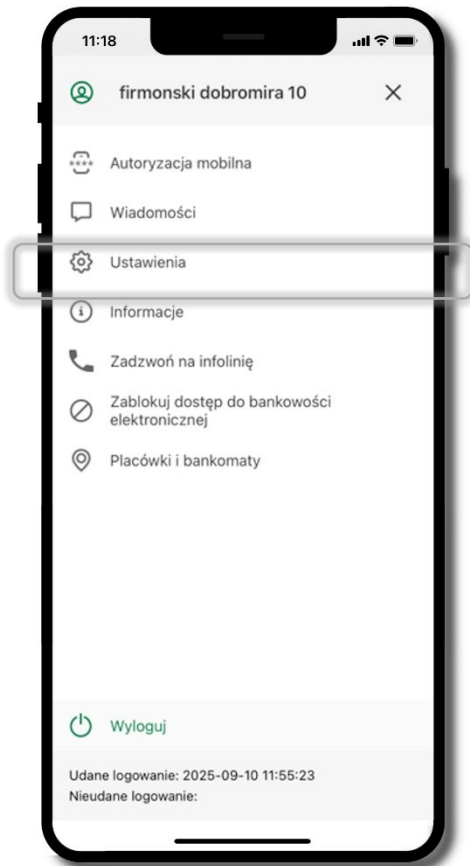 11:18
firmonski dobromira 10
Autoryzacja mobilna
Wiadomości
Ustawienia
Informacje
Zadzwoń na infolinię
Zablokuj dostęp do bankowości
elektronicznej
Placówki i bankomaty
Wyloguj
Udane logowanie: 2025-09-10 11:55:23
Nieudane logowanie: